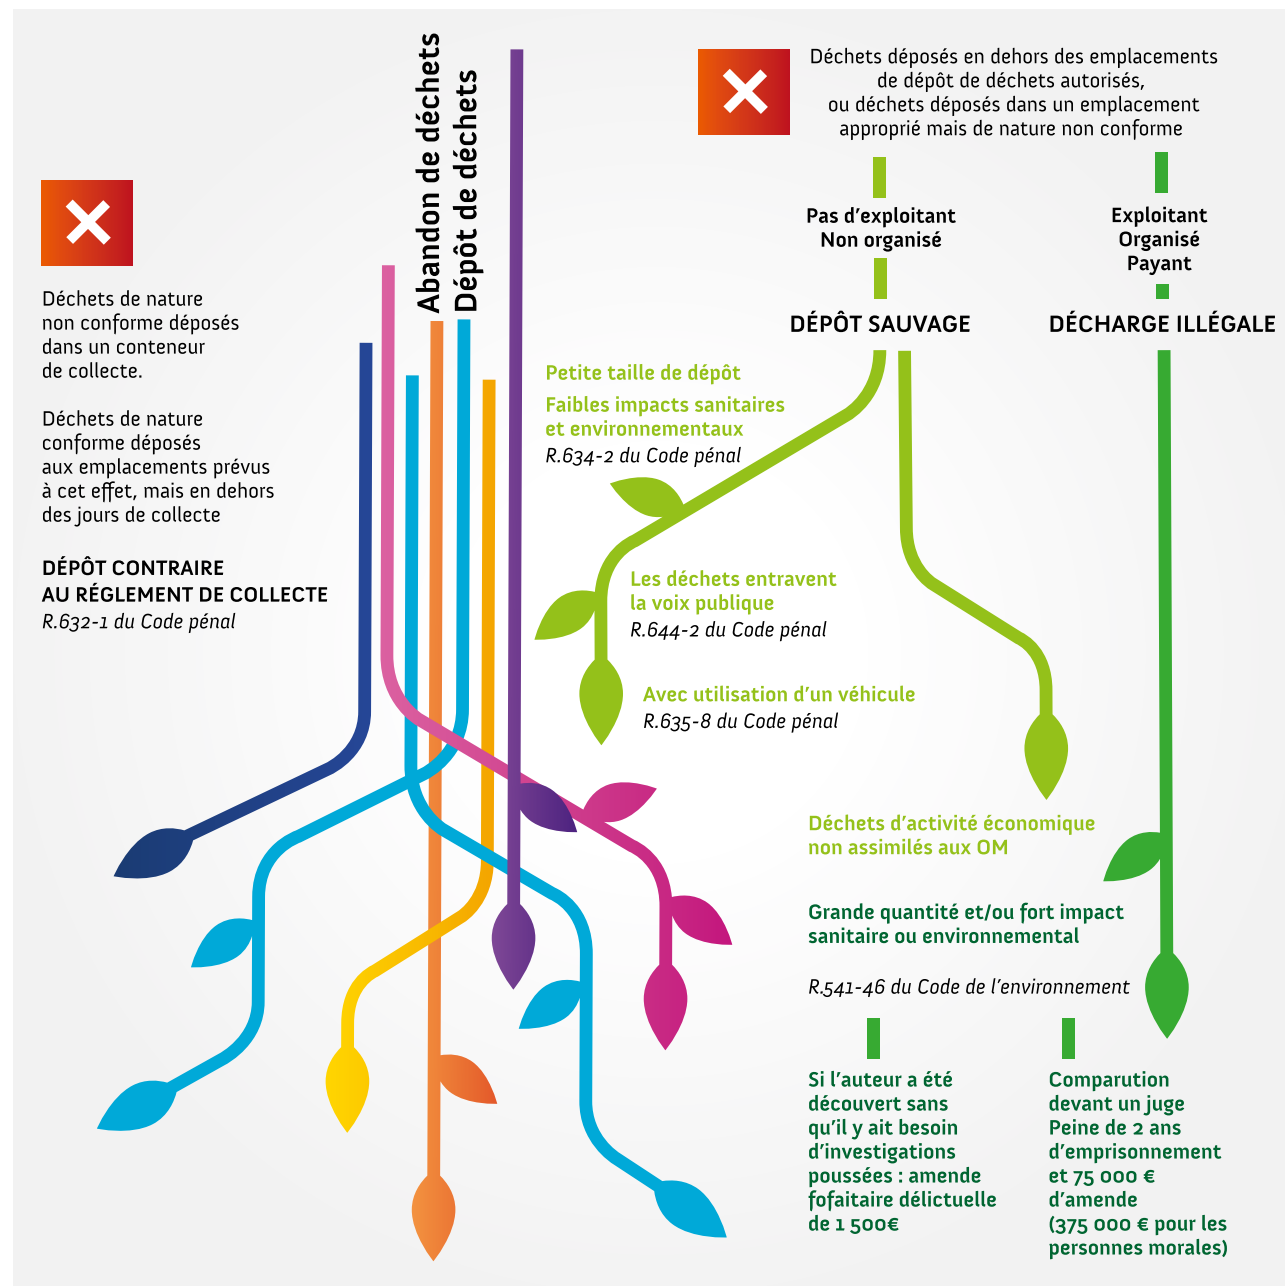 Abandon de déchets
Dépôt de déchets
Déchets de nature
non conforme déposés
dans un conteneur
de collecte.
Déchets de nature
conforme déposés
aux emplacements prévus
à cet effet, mais en dehors
des jours de collecte
DÉPÔT CONTRAIRE
AU RÉGLEMENT DE COLLECTE
R.632-1 du Code pénal
Déchets déposés en dehors des emplacements
de dépôt de déchets autorisés,
ou déchets déposés dans un emplacement
approprié mais de nature non conforme
Pas d’exploitant
Non organisé
DÉPÔT SAUVAGE
Exploitant
Organisé
Payant
DÉCHARGE ILLÉGALE
Petite taille de dépôt
Faibles impacts sanitaires
et environnementaux
R.634-2 du Code pénal
Les déchets entravent
la voix publique
R.644-2 du Code pénal
Avec utilisation d’un véhicule
R.635-8 du Code pénal
Déchets d’activité économique
non assimilés aux OM
Grande quantité et/ou fort impact
sanitaire ou environnemental
R.541-46 du Code de l’environnement
Si l’auteur a été
découvert sans
qu’il y ait besoin
d’investigations
poussées : amende
fofaitaire délictuelle
de 1 500€
Comparution
devant un juge
Peine de 2 ans
d’emprisonnement
et 75 000 €
d’amende
(375 000 € pour les
personnes morales)